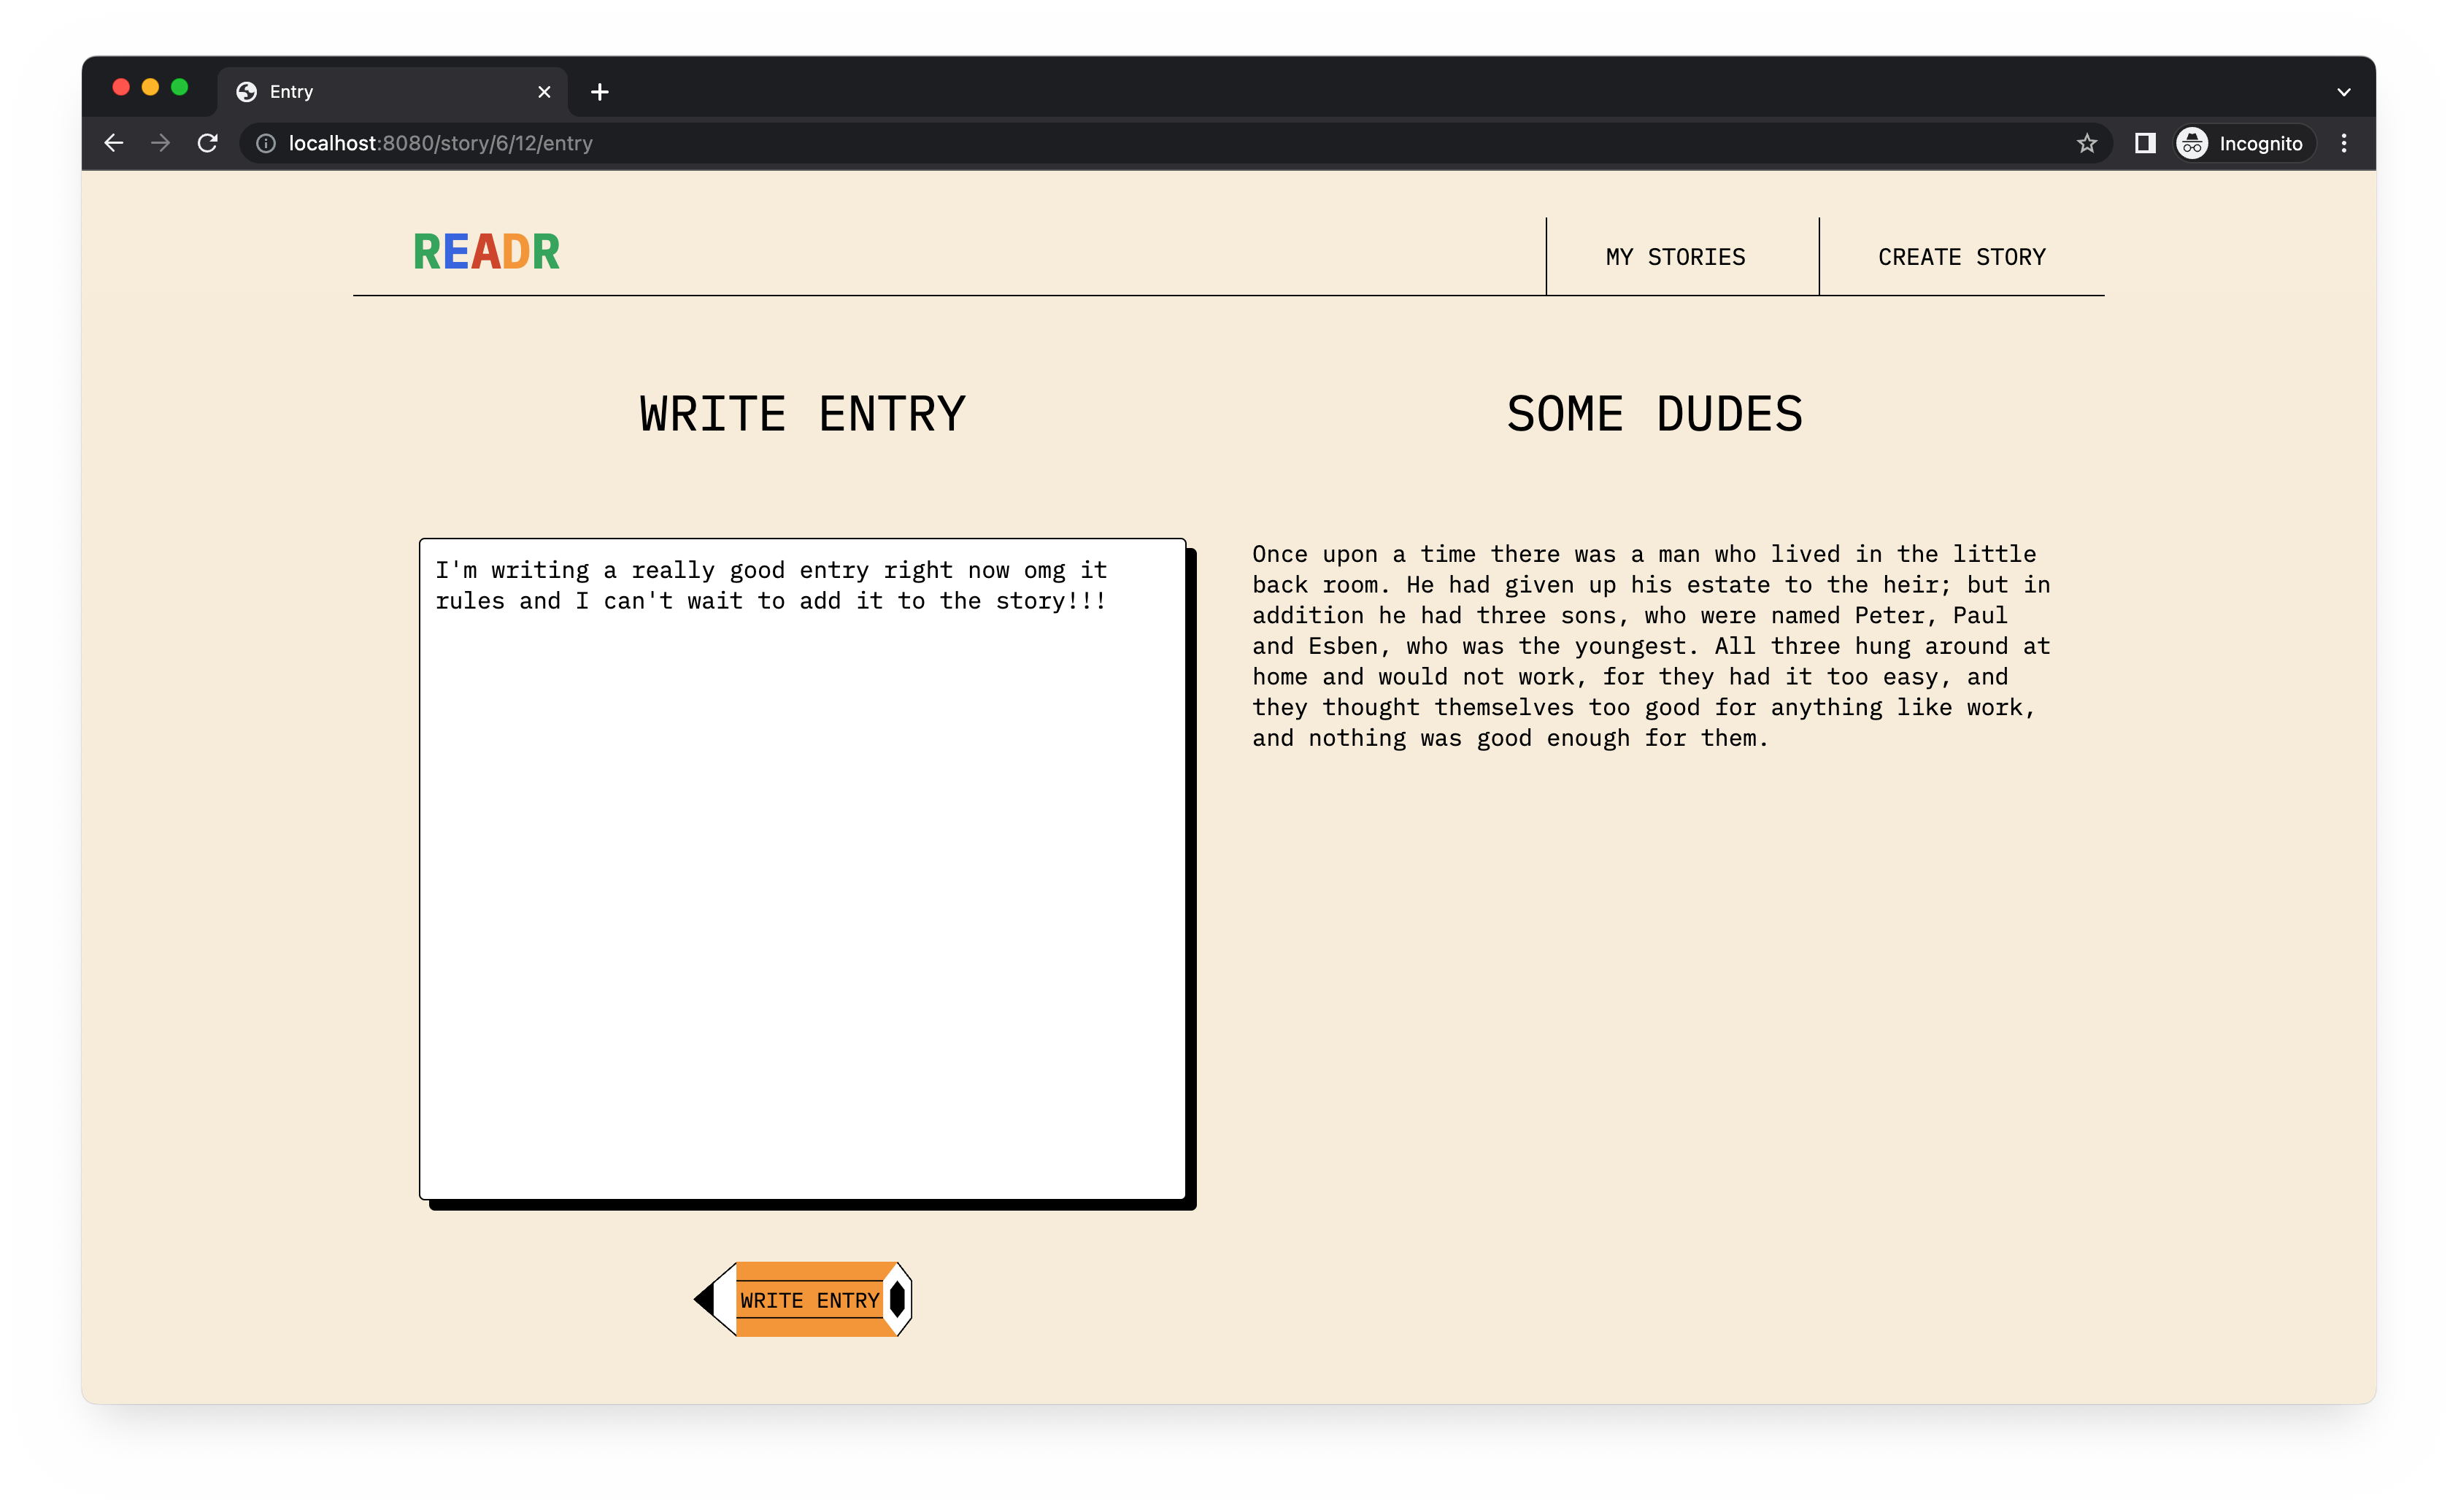 Entry
localhost:8080/story/6/12/entry
Incognito
READR
MY STORIES
CREATE STORY
WRITE ENTRY
SOME DUDES
I'm writing a really good entry right now omg it
rules and I can't wait to add it to the story!!!
Once upon a time there was a man who lived in the little
back room. He had given up his estate to the heir; but in
addition he had three sons, who were named Peter, Paul
and Esben, who was the youngest. All three hung around at
home and would not work, for they had it too easy, and
they thought themselves too good for anything like work,
and nothing was good enough for them.
WRITE ENTRY